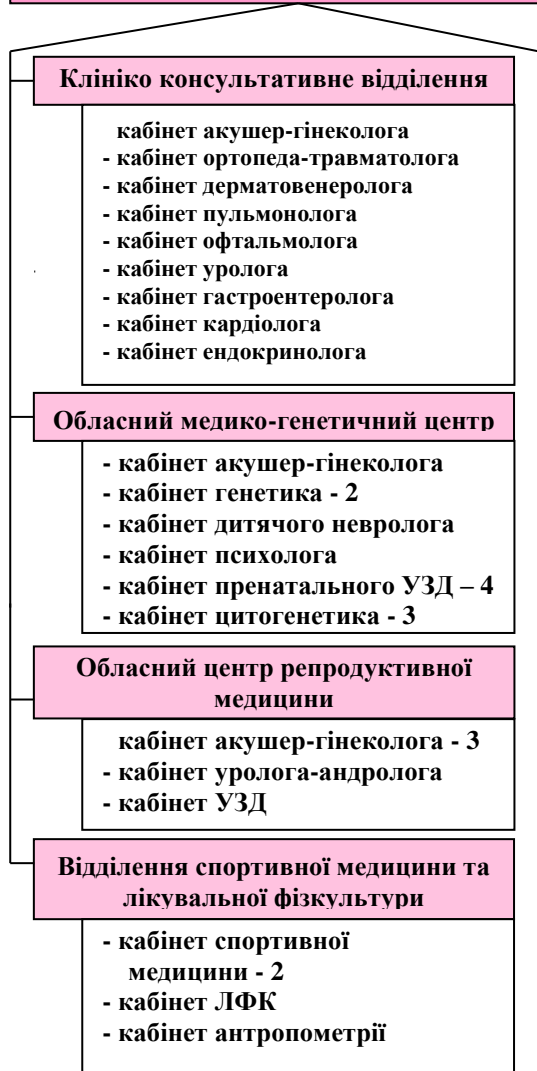 Клініко консультативне відділення
кабінет акушер-гінеколога
- кабінет ортопеда-травматолога
- кабінет дерматовенеролога
- кабінет пульмонолога
- кабінет офтальмолога
- кабінет уролога
- кабінет гастроентеролога
- кабінет кардіолога
- кабінет ендокринолога
Обласний медико-генетичний центр
- кабінет акушер-гінеколога
- кабінет генетика - 2
- кабінет дитячого невролога
- кабінет психолога
- кабінет пренатального УЗД – 4
- кабінет цитогенетика - 3
Обласний центр репродуктивної
медицини
кабінет акушер-гінеколога - 3
- кабінет уролога-андролога
- кабінет УЗД
Відділення спортивної медицини та
лікувальної фізкультури
- кабінет спортивної
медицини - 2
- кабінет ЛФК
- кабінет антропометрії